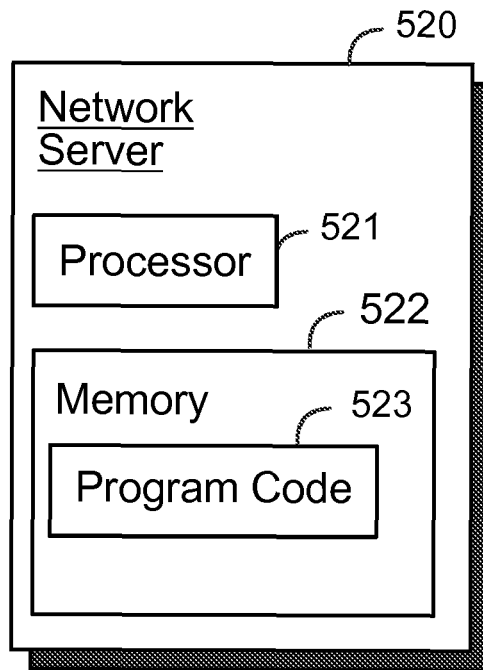 520
Network
Server
521
Processor
522
Memory
523
Program Code